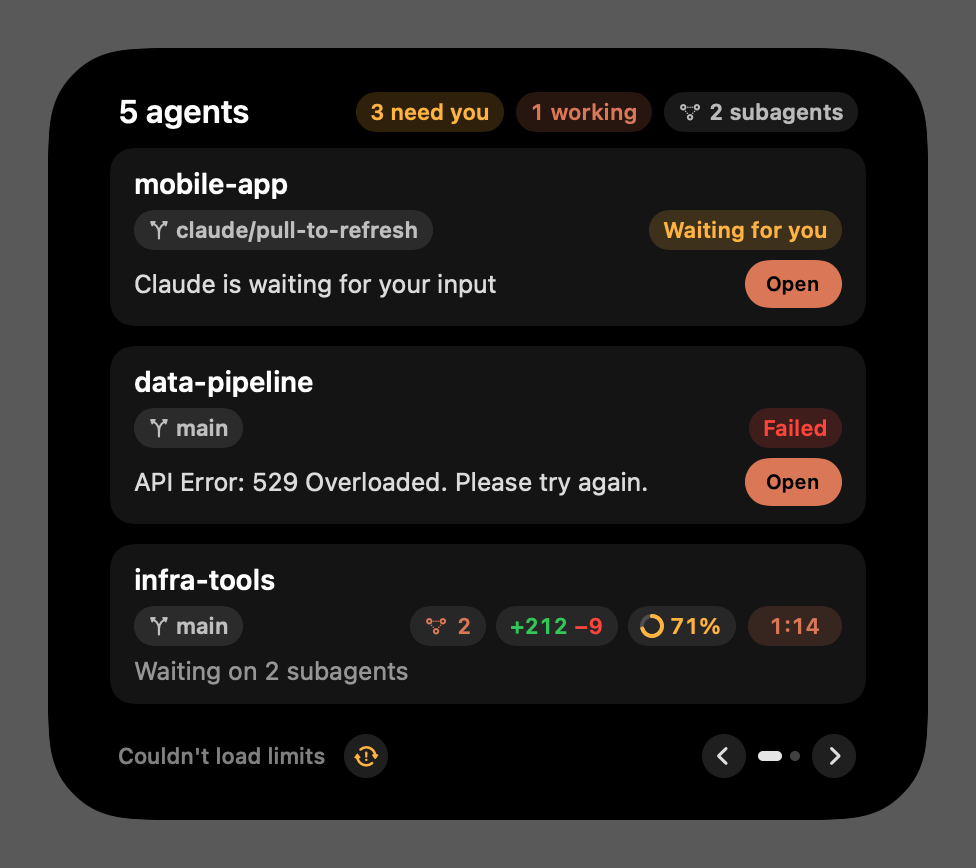 5 agents
3 need you
1 working
2 subagents
mobile-app
claude/pull-to-refresh
Waiting for you
Claude is waiting for your input
Open
data-pipeline
main
Failed
API Error: 529 Overloaded. Please try again.
Open
infra-tools
main
2
+212 −9
71%
1:14
Waiting on 2 subagents
Couldn't load limits